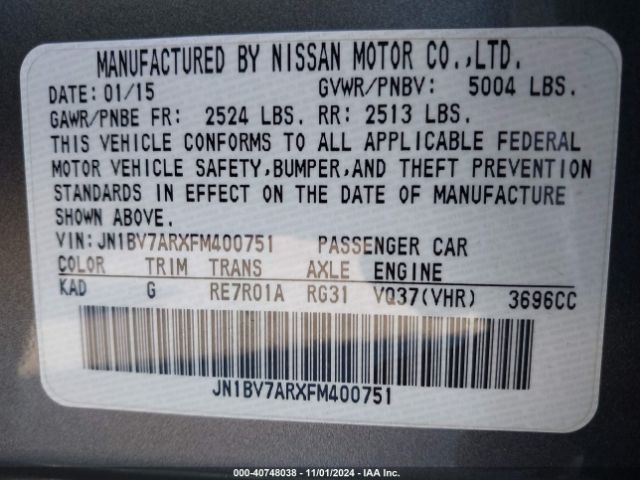 MANUFACTURED BY NISSAN MOTOR CO.,LTD.
DATE: 01/15 GVWR/PNBV: 5004 LBS.
GAWR/PNBE FR: 2524 LBS. RR: 2513 LBS.
THIS VEHICLE CONFORMS TO ALL APPLICABLE FEDERAL
MOTOR VEHICLE SAFETY,BUMPER,AND THEFT PREVENTION
STANDARDS IN EFFECT ON THE DATE OF MANUFACTURE
SHOWN ABOVE.
VIN:JN1BV7ARXFM400751 PASSENGER CAR
COLOR TRIM TRANS AXLE ENGINE
KAD G RE7R01A RG31 VQ37(VHR) 3696CC
JN1BV7ARXFM400751
000-40748038 - 11/01/2024 - IAA Inc.